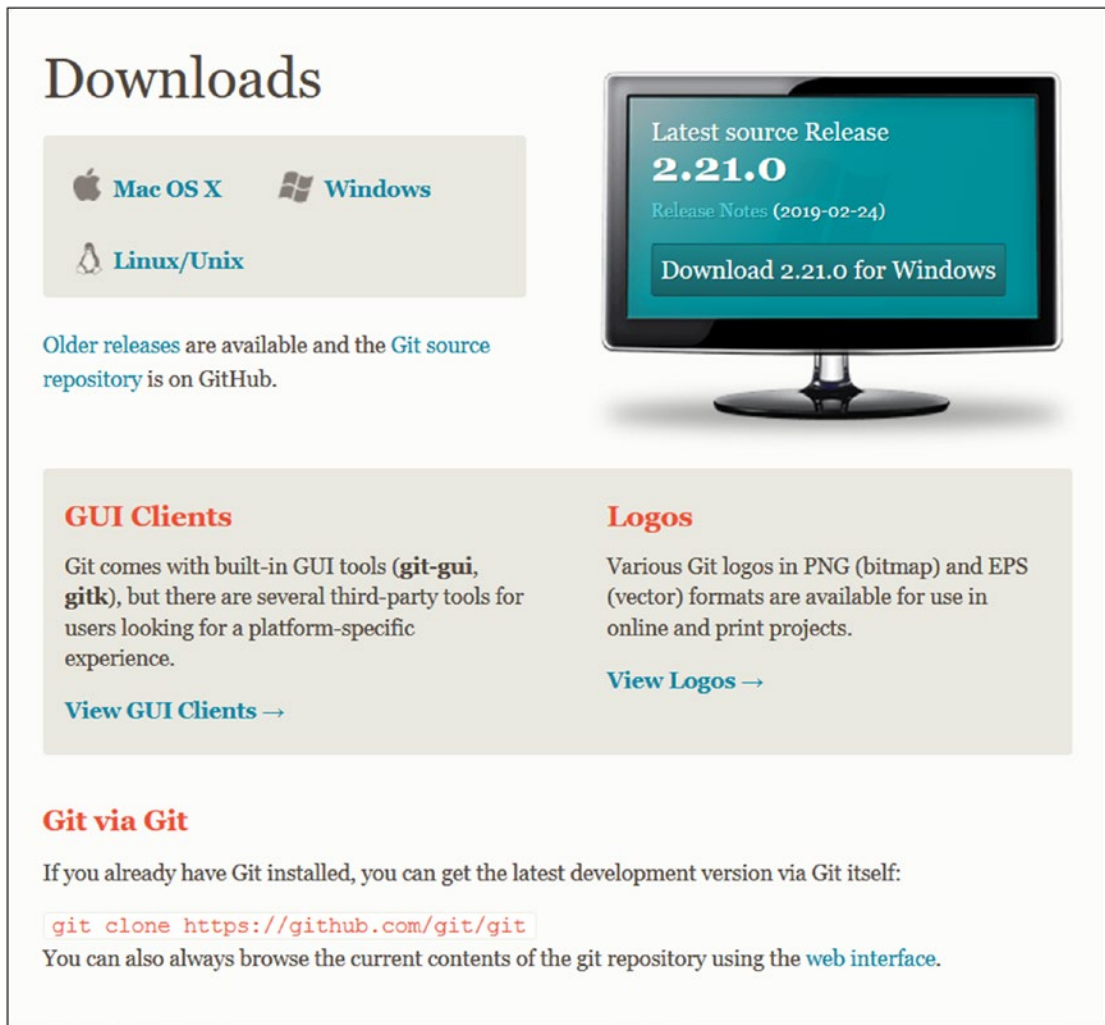 Downloads
Mac OS X
Windows
Linux/Unix
Older releases are available and the Git source
repository is on GitHub.
Latest source Release
2.21.0
Release Notes (2019-02-24)
Download 2.21.0 for Windows
GUI Clients
Git comes with built-in GUI tools (git-gui,
gitk), but there are several third-party tools for
users looking for a platform-specific
experience.
View GUI Clients →
Logos
Various Git logos in PNG (bitmap) and EPS
(vector) formats are available for use in
online and print projects.
View Logos →
Git via Git
If you already have Git installed, you can get the latest development version via Git itself:
git clone https://github.com/git/git
You can also always browse the current contents of the git repository using the web interface.